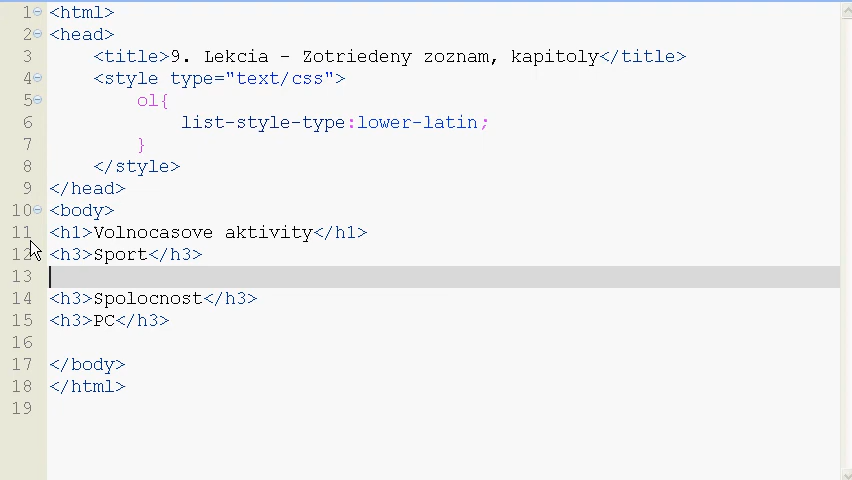 1 <html>
2 <head>
3 <title>9. Lekcia - Zotriedeny zoznam, kapitoly</title>
4 <style type="text/css">
5 ol{
6 list-style-type:lower-latin;
7 }
8 </style>
9 </head>
10 <body>
11 <h1>Volnocasove aktivity</h1>
12 <h3>Sport</h3>
13
14 <h3>Spolocnost</h3>
15 <h3>PC</h3>
16
17 </body>
18 </html>
19